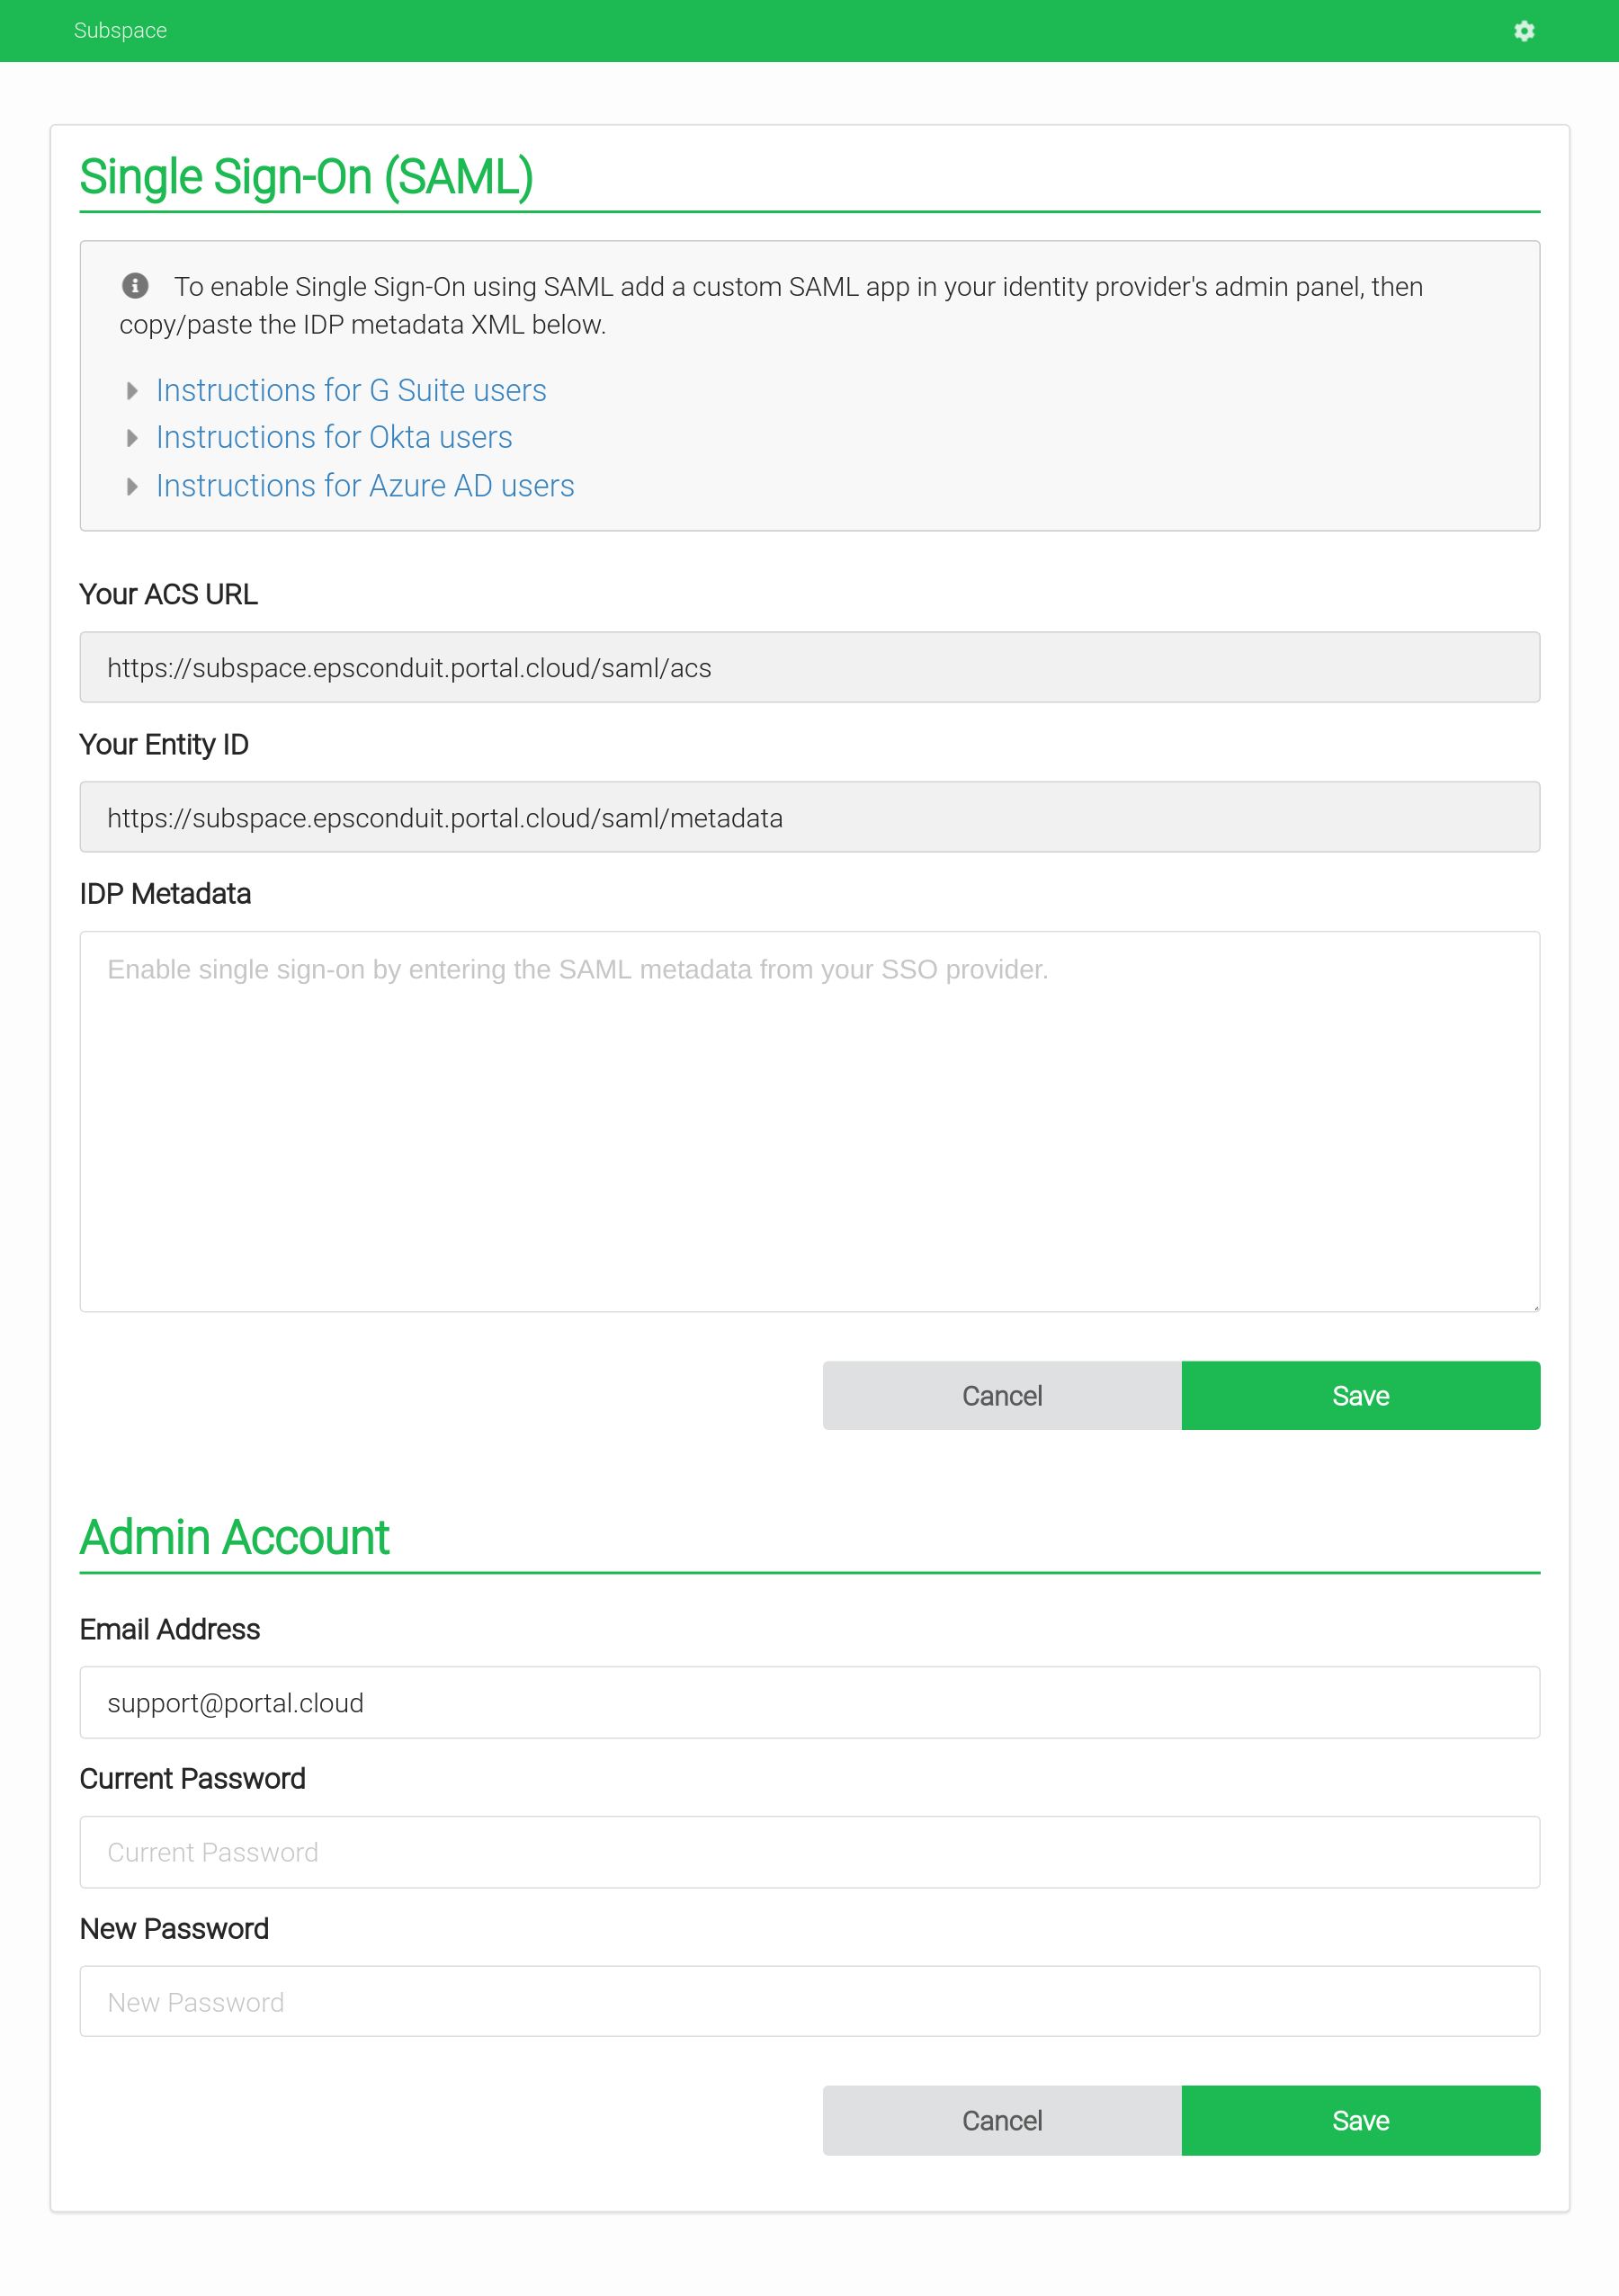 Subspace
Single Sign-On (SAML)
To enable Single Sign-On using SAML add a custom SAML app in your identity provider's admin panel, then
copy/paste the IDP metadata XML below.
Instructions for G Suite users
Instructions for Okta users
Instructions for Azure AD users
Your ACS URL
https://subspace.epsconduit.portal.cloud/saml/acs
Your Entity ID
https://subspace.epsconduit.portal.cloud/saml/metadata
IDP Metadata
Enable single sign-on by entering the SAML metadata from your SSO provider.
Cancel
Save
Admin Account
Email Address
support@portal.cloud
Current Password
Current Password
New Password
New Password
Cancel
Save